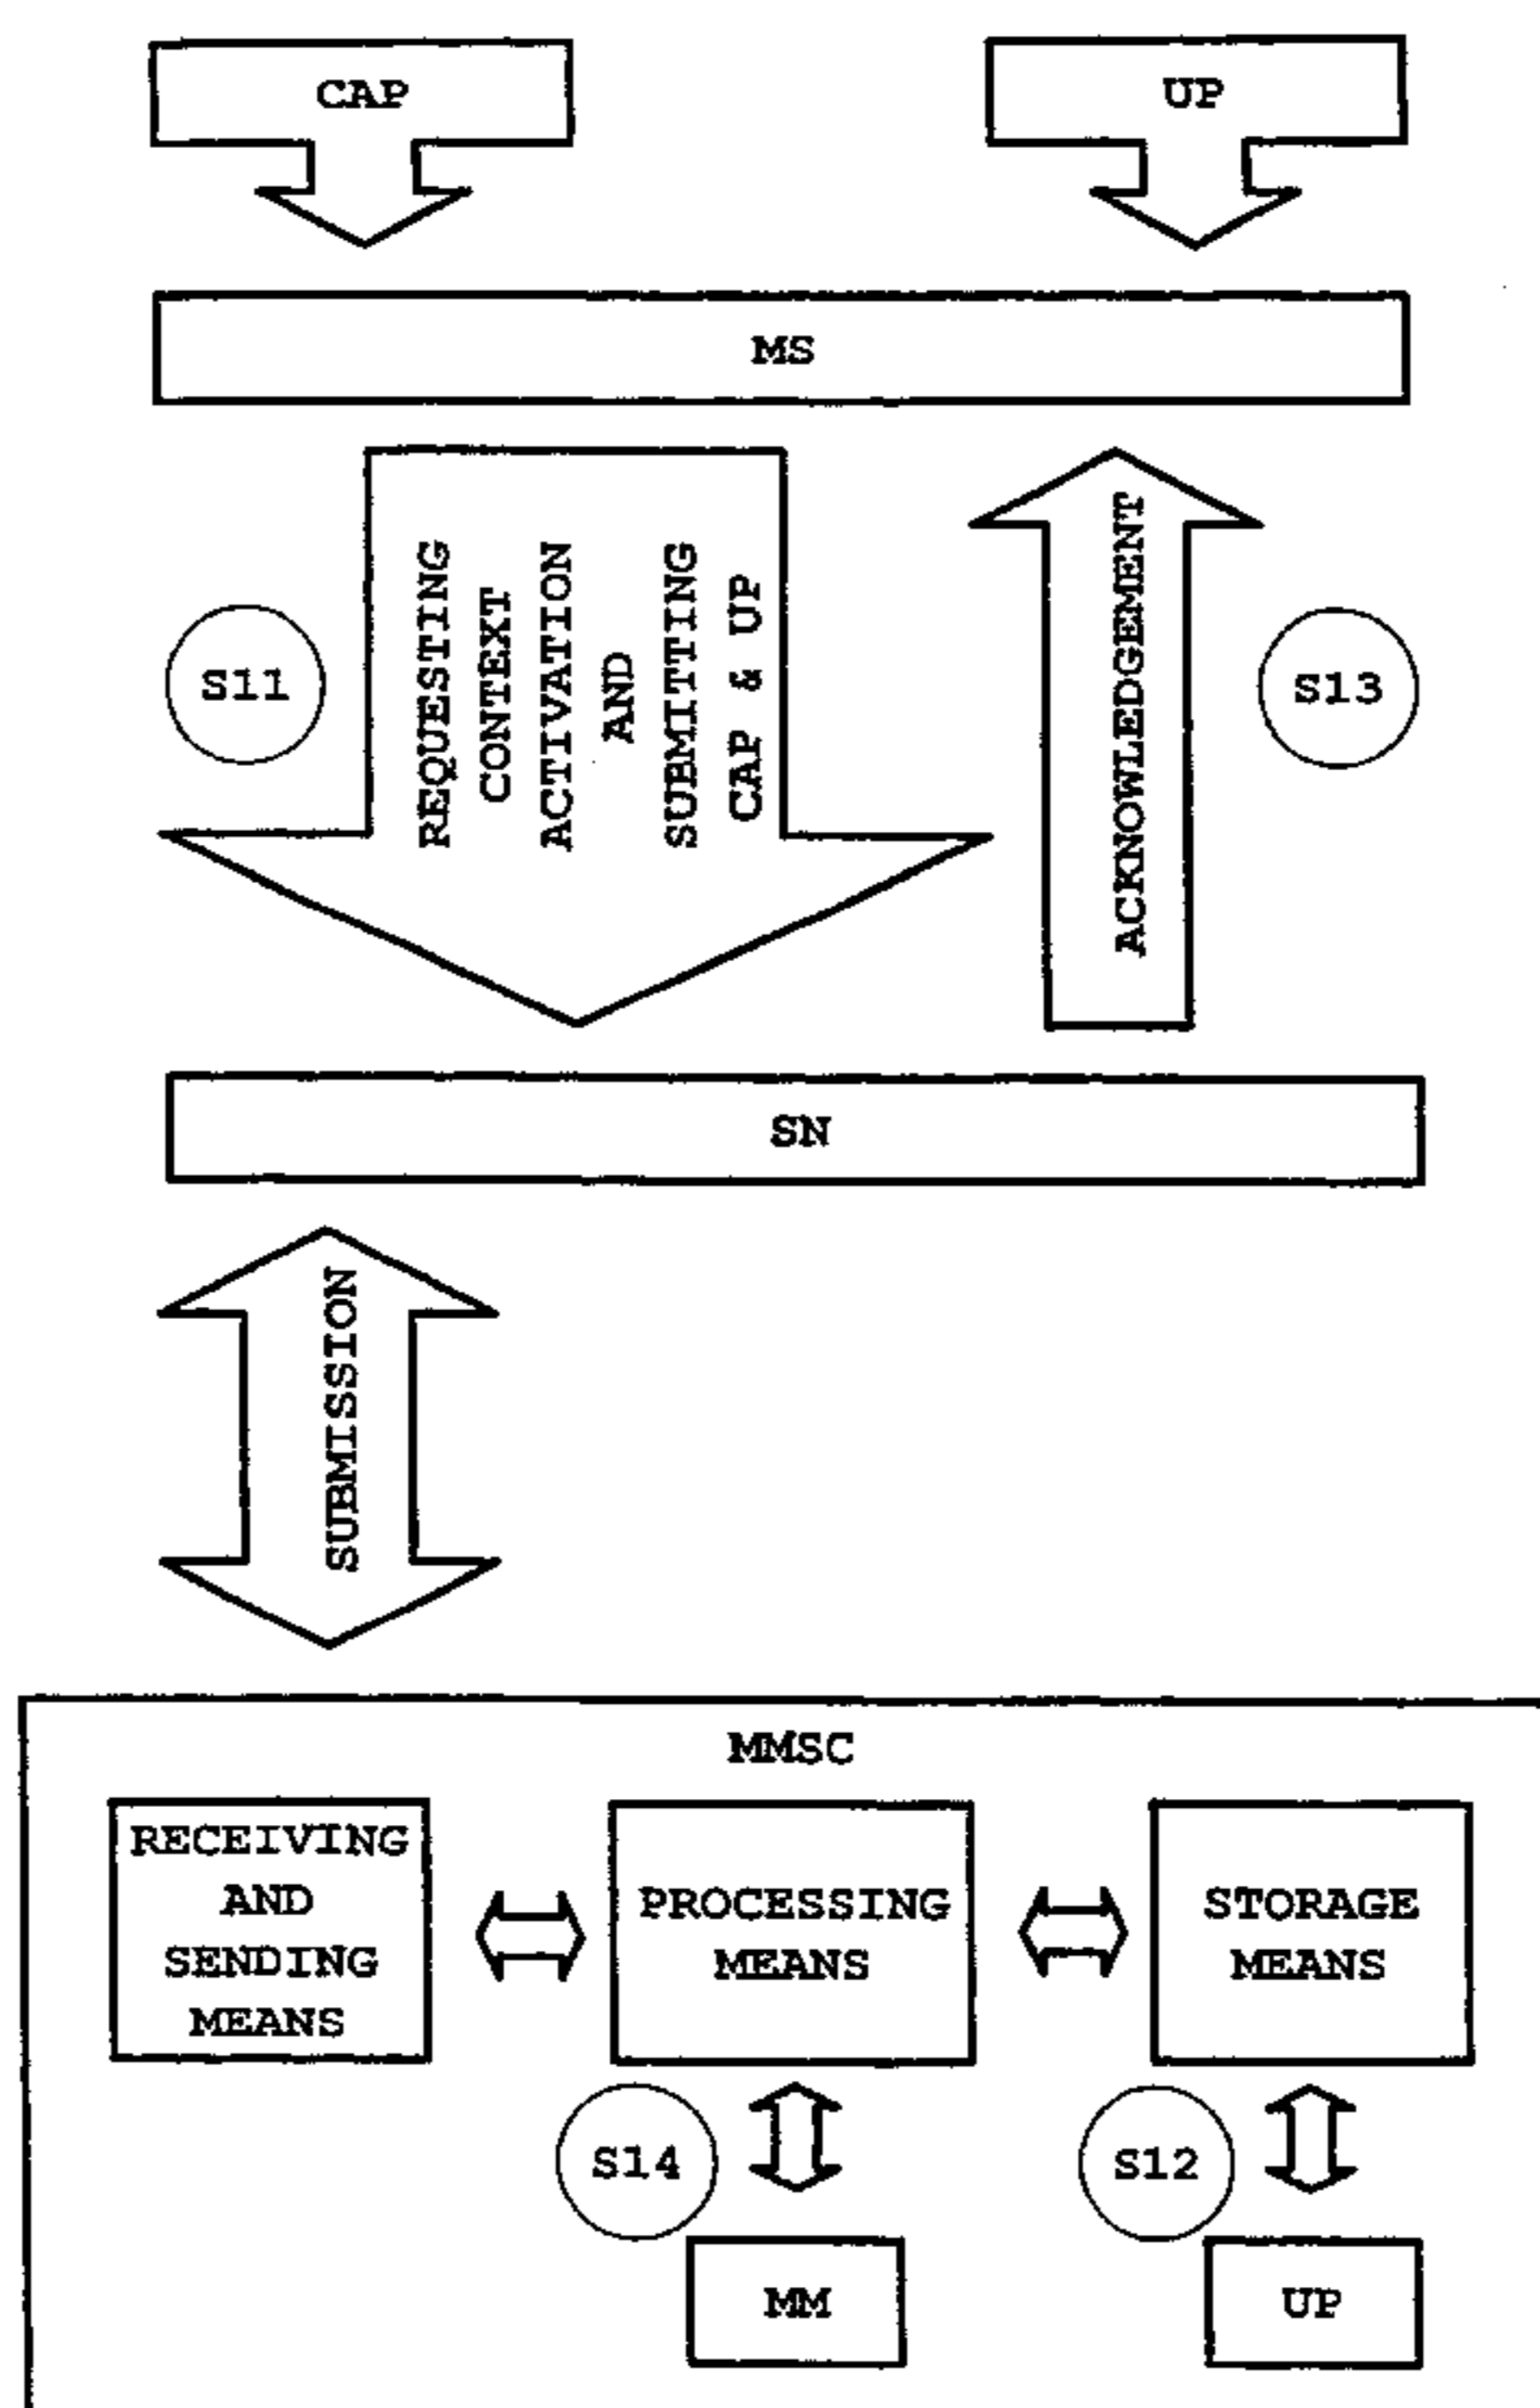 CAP
UP
MS
S11
REQUESTING
CONTEXT
ACTIVATION
AND
SUBMITTING
CAP & UP
ACKNOWLEDGEMENT
S13
SN
SUBMISSION
MMSC
RECEIVING
AND
SENDING
MEANS
PROCESSING
MEANS
STORAGE
MEANS
S14
S12
MM
UP